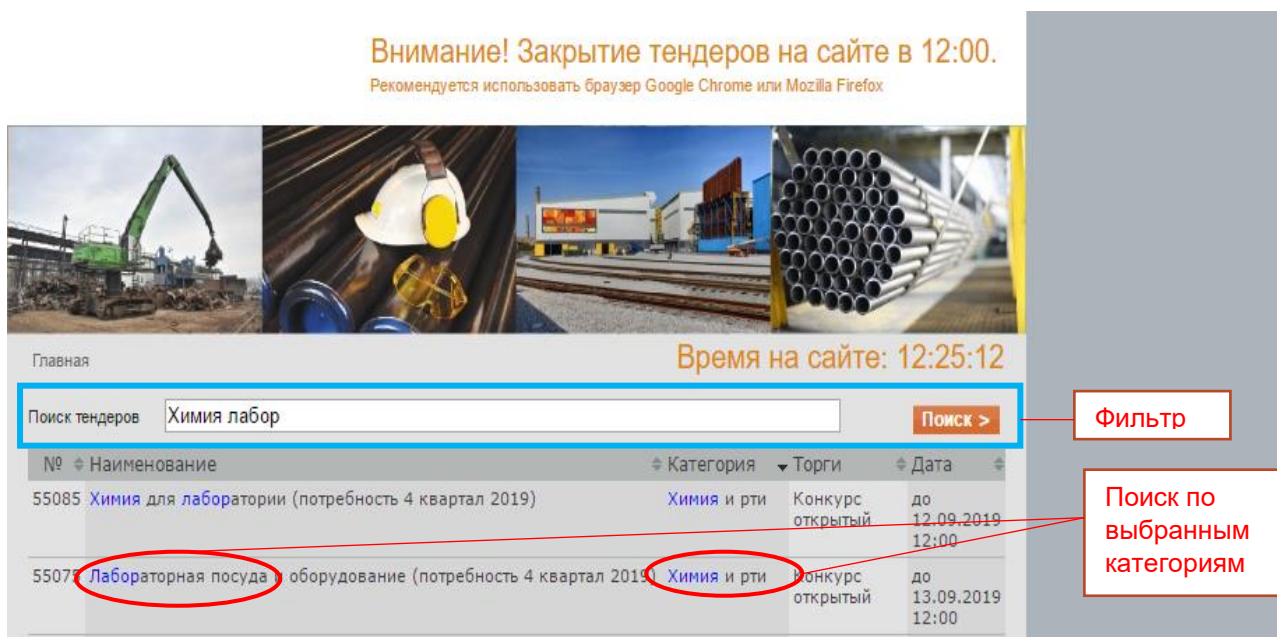 Внимание! Закрытие тендеров на сайте в 12:00.
Рекомендуется использовать браузер Google Chrome или Mozilla Firefox
Главная
Время на сайте: 12:25:12
Поиск тендеров
Химия лабор
Поиск >
Фильтр
№ Наименование Категория Торги Дата
55085 Химия для лаборатории (потребность 4 квартал 2019) Химия и рти Конкурс до
открытый 12.09.2019
12:00
Поиск по
выбранным
категориям
55075 Лабораторная посуда и оборудование (потребность 4 квартал 2019) Химия и рти Конкурс до
открытый 13.09.2019
12:00